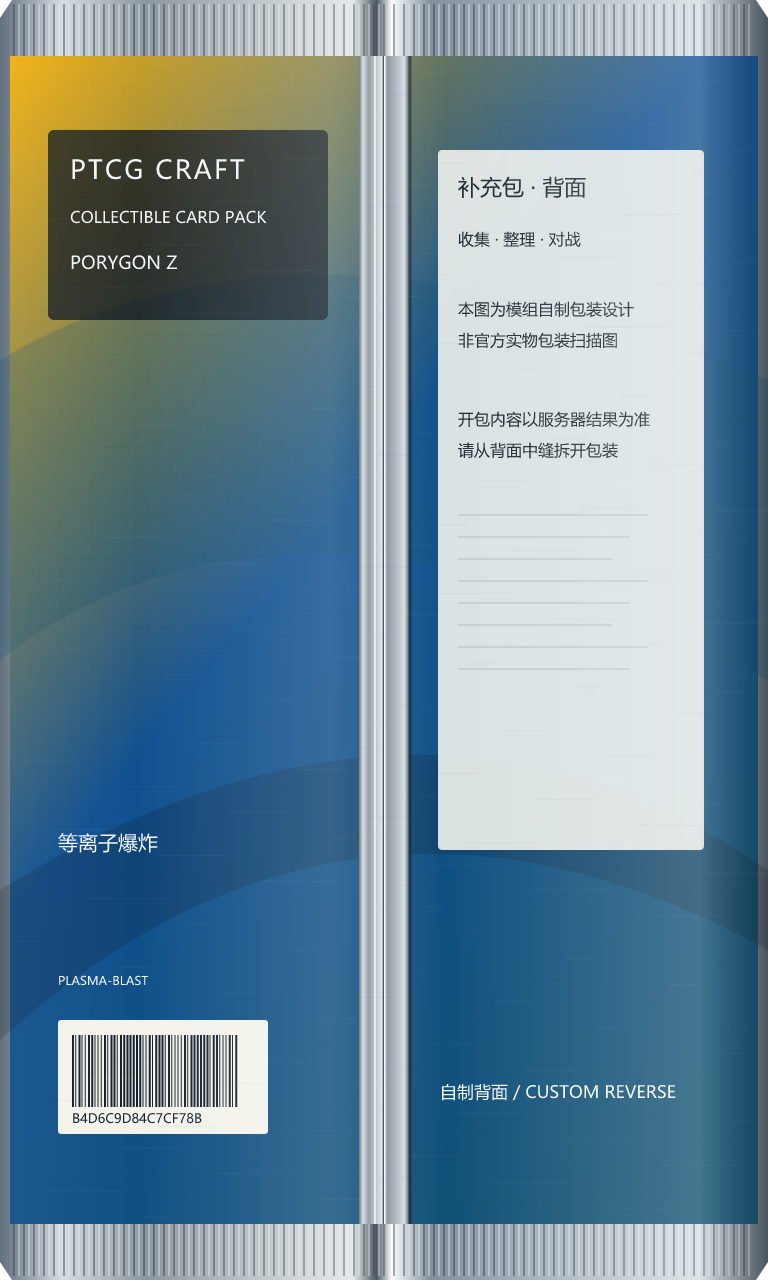 PTCG CRAFT
COLLECTIBLE CARD PACK
PORYGON Z
等离子爆炸
PLASMA-BLAST
B4D6C9D84C7CF78B
补充包 · 背面
收集 · 整理 · 对战
本图为模组自制包装设计
非官方实物包装扫描图
开包内容以服务器结果为准
请从背面中缝拆开包装
自制背面 / CUSTOM REVERSE